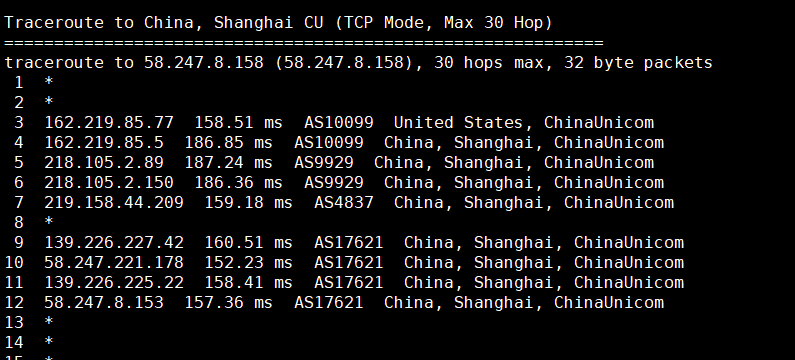 Traceroute to China, Shanghai CU (TCP Mode, Max 30 Hop)
============================================================
traceroute to 58.247.8.158 (58.247.8.158), 30 hops max, 32 byte packets
 1  *
 2  *
 3  162.219.85.77  158.51 ms  AS10099  United States, ChinaUnicom
 4  162.219.85.5  186.85 ms  AS10099  China, Shanghai, ChinaUnicom
 5  218.105.2.89  187.24 ms  AS9929  China, Shanghai, ChinaUnicom
 6  218.105.2.150  186.36 ms  AS9929  China, Shanghai, ChinaUnicom
 7  219.158.44.209  159.18 ms  AS4837  China, Shanghai, ChinaUnicom
 8  *
 9  139.226.227.42  160.51 ms  AS17621  China, Shanghai, ChinaUnicom
10  58.247.221.178  152.23 ms  AS17621  China, Shanghai, ChinaUnicom
11  139.226.225.22  158.41 ms  AS17621  China, Shanghai, ChinaUnicom
12  58.247.8.153  157.36 ms  AS17621  China, Shanghai, ChinaUnicom
13  *
14  *
15  *